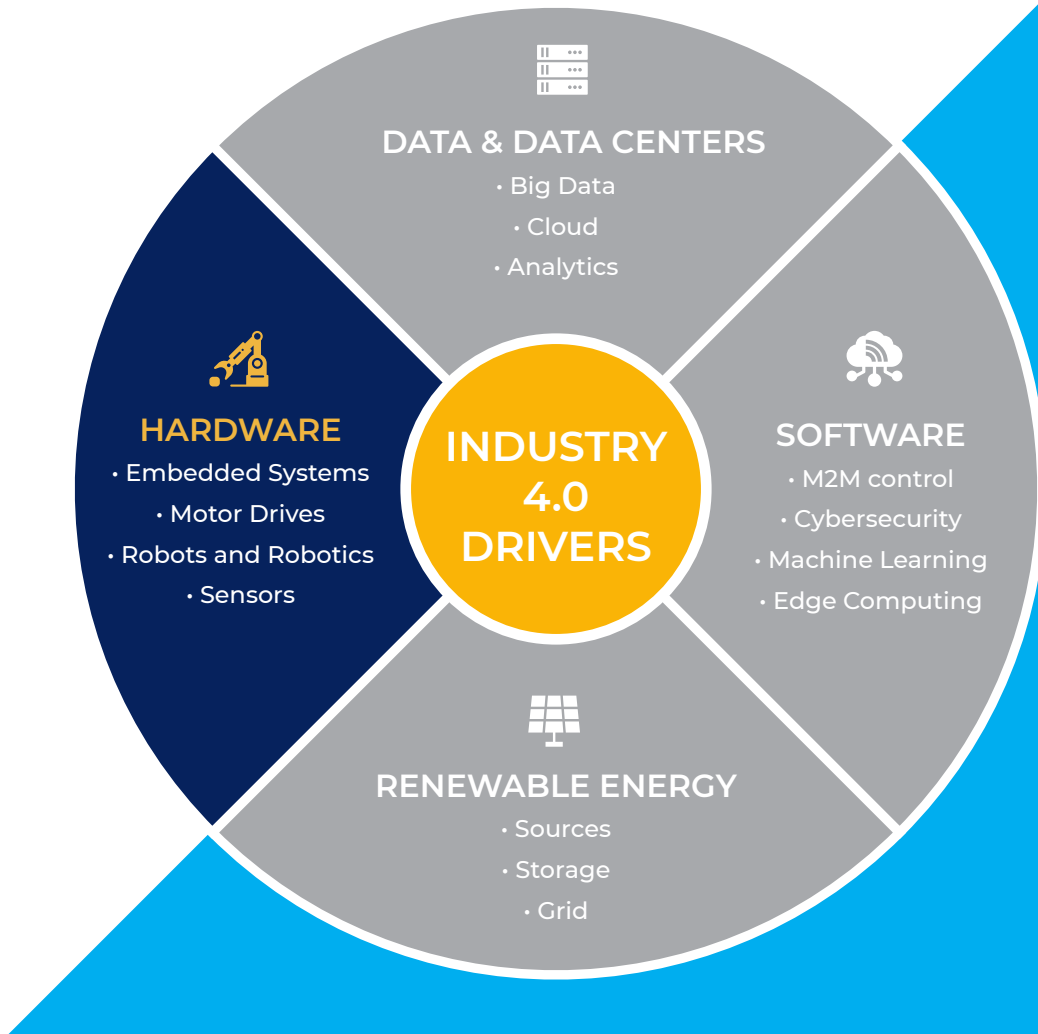 DATA & DATA CENTERS
• Big Data
• Cloud
• Analytics
HARDWARE
• Embedded Systems
• Motor Drives
• Robots and Robotics
• Sensors
INDUSTRY
4.0
DRIVERS
SOFTWARE
• M2M control
• Cybersecurity
• Machine Learning
• Edge Computing
RENEWABLE ENERGY
• Sources
• Storage
• Grid